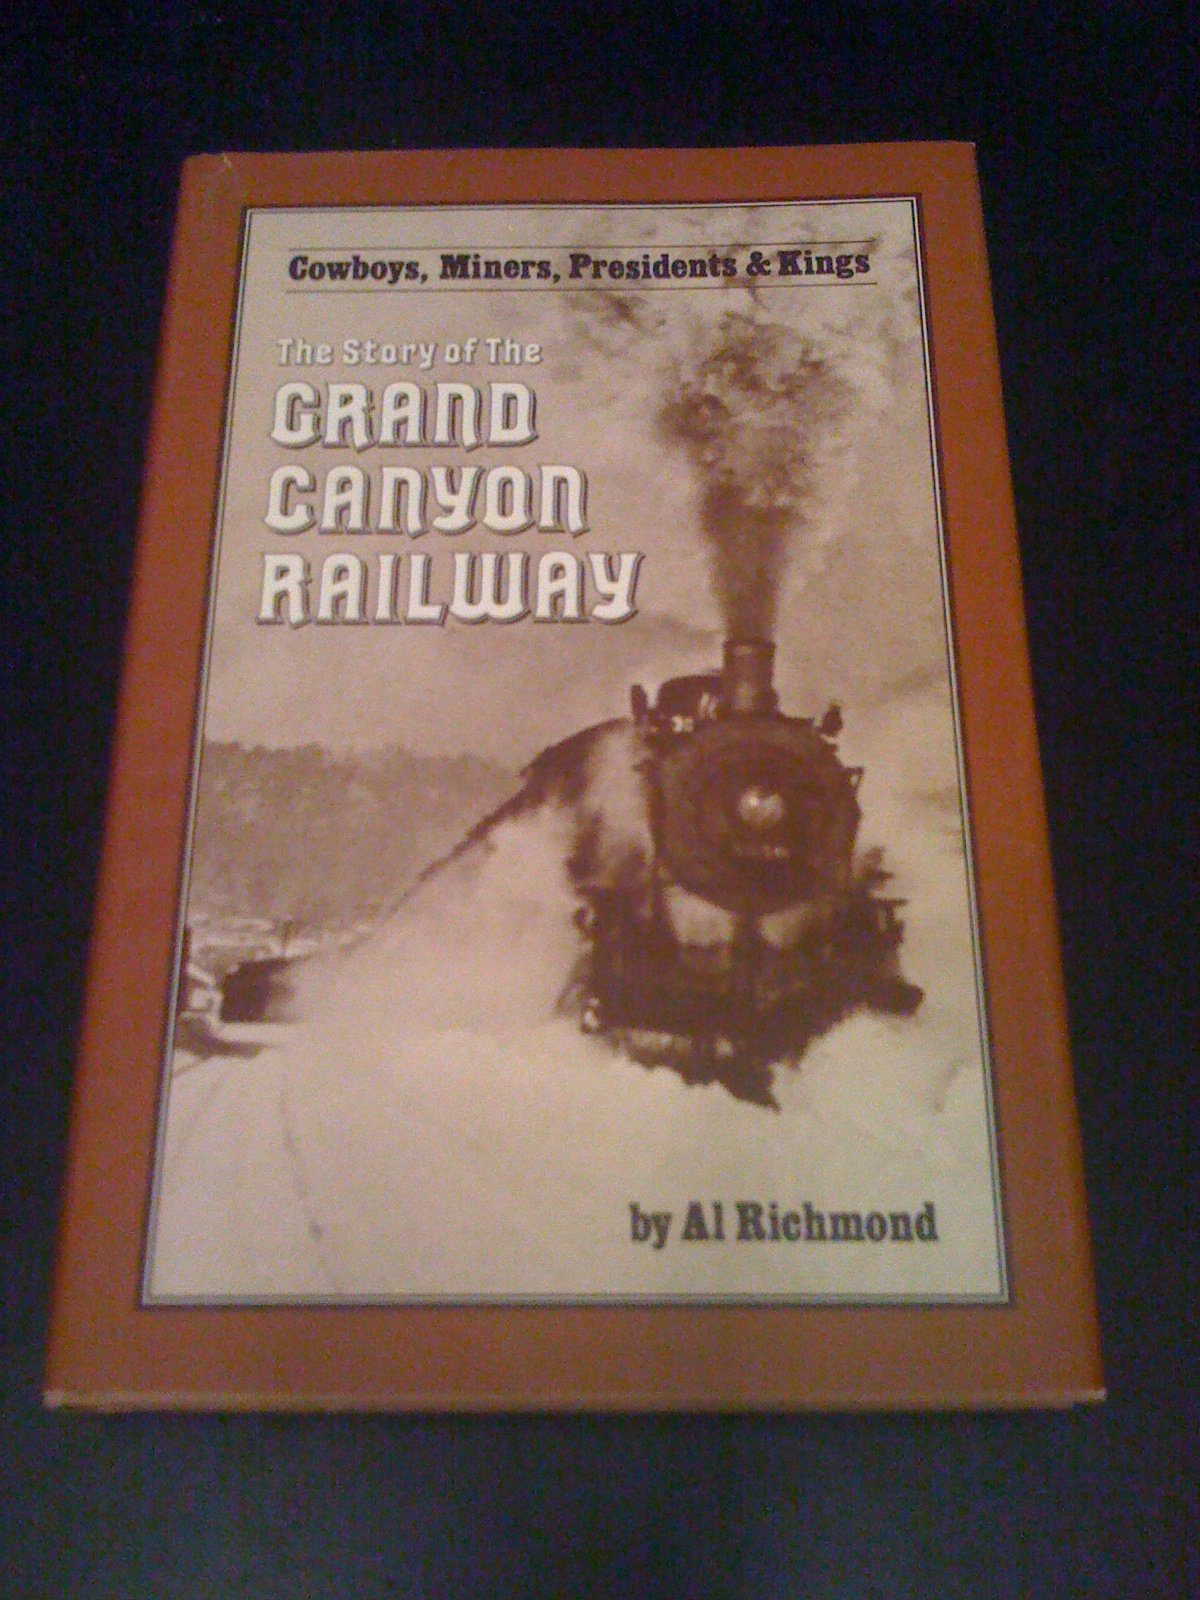 Cowboys, Miners, Presidents & Kings
The Story of The
GRAND
CANYON
RAILWAY
by Al Richmond